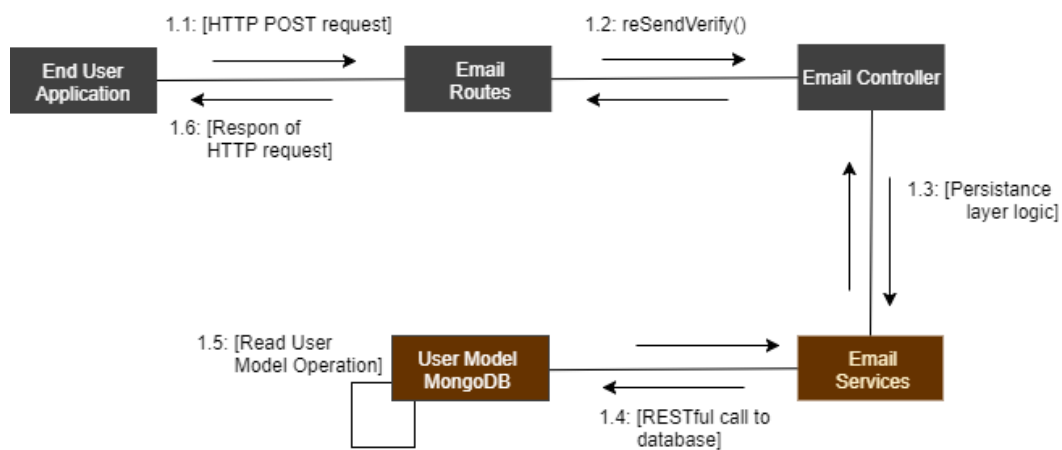 1.1: [HTTP POST request]
1.2: reSendVerify()
End User
Application
Email
Routes
Email Controller
1.6: [Respon of
HTTP request]
1.3: [Persistance
layer logic]
1.5: [Read User
Model Operation]
User Model
MongoDB
Email
Services
1.4: [RESTful call to
database]